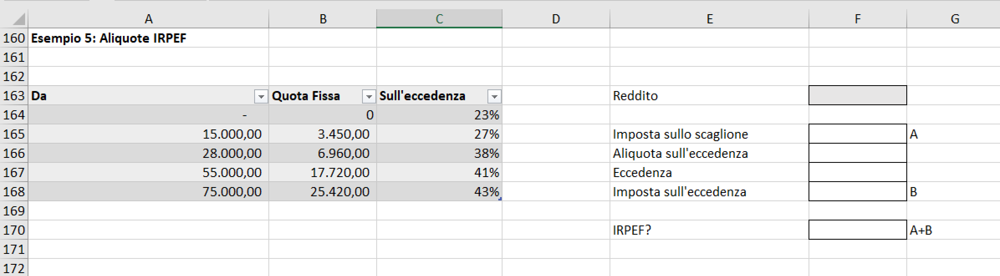 A B C D E F G
160 Esempio 5: Aliquote IRPEF
161
162
163 Da Quota Fissa Sull'eccedenza Reddito
164 - 0 23%
165 15.000,00 3.450,00 27% Imposta sullo scaglione A
166 28.000,00 6.960,00 38% Aliquota sull'eccedenza
167 55.000,00 17.720,00 41% Eccedenza
168 75.000,00 25.420,00 43% Imposta sull'eccedenza B
169
170 IRPEF? A+B
171
172